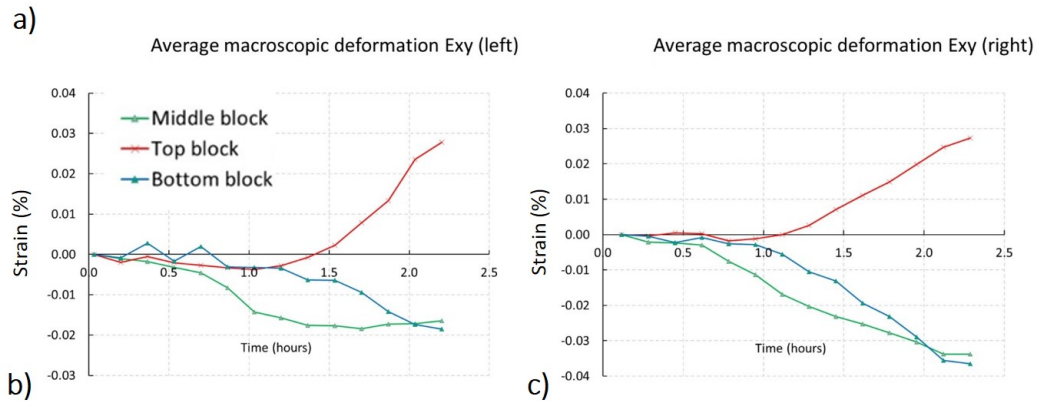 a)
Average macroscopic deformation Exy (left)
Average macroscopic deformation Exy (right)
Strain (%)
0.04
0.03
0.02
0.01
0.00
-0.01
-0.02
-0.03
Middle block
Top block
Bottom block
0.0 0.5 1.0 1.5 2.0 2.5
Time (hours)
Strain (%)
0.04
0.03
0.02
0.01
0.00
-0.01
-0.02
-0.03
-0.04
0.0 0.5 1.0 1.5 2.0 2.5
Time (hours)
b)
c)